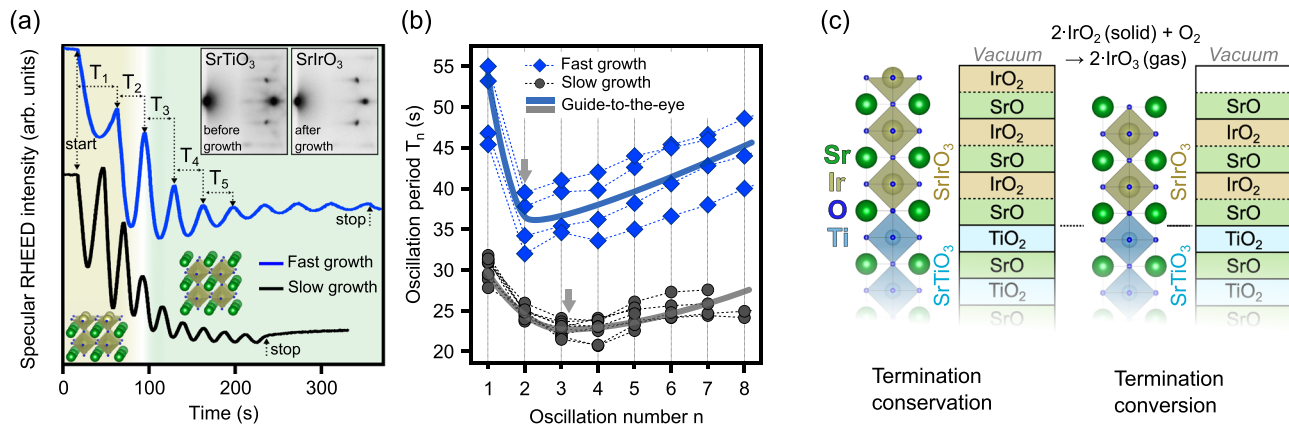 (a)
Specular RHEED intensity (arb. units)
SrTiO3
before
growth
SrIrO3
after
growth
T1
T2
T3
T4
T5
start
stop
Fast growth
Slow growth
stop
0
100
200
300
Time (s)
(b)
Oscillation period Tn (s)
55
50
45
40
35
30
25
20
Fast growth
Slow growth
Guide-to-the-eye
1
2
3
4
5
6
7
8
Oscillation number n
(c)
2·IrO2 (solid) + O2
→ 2·IrO3 (gas)
Vacuum
IrO2
SrO
IrO2
SrO
IrO2
SrO
TiO2
SrO
TiO2
Sr
Ir
O
Ti
SrIrO3
SrTiO3
Termination
conservation
Vacuum
SrO
IrO2
SrO
IrO2
SrO
TiO2
SrO
TiO2
SrIrO3
SrTiO3
Termination
conversion